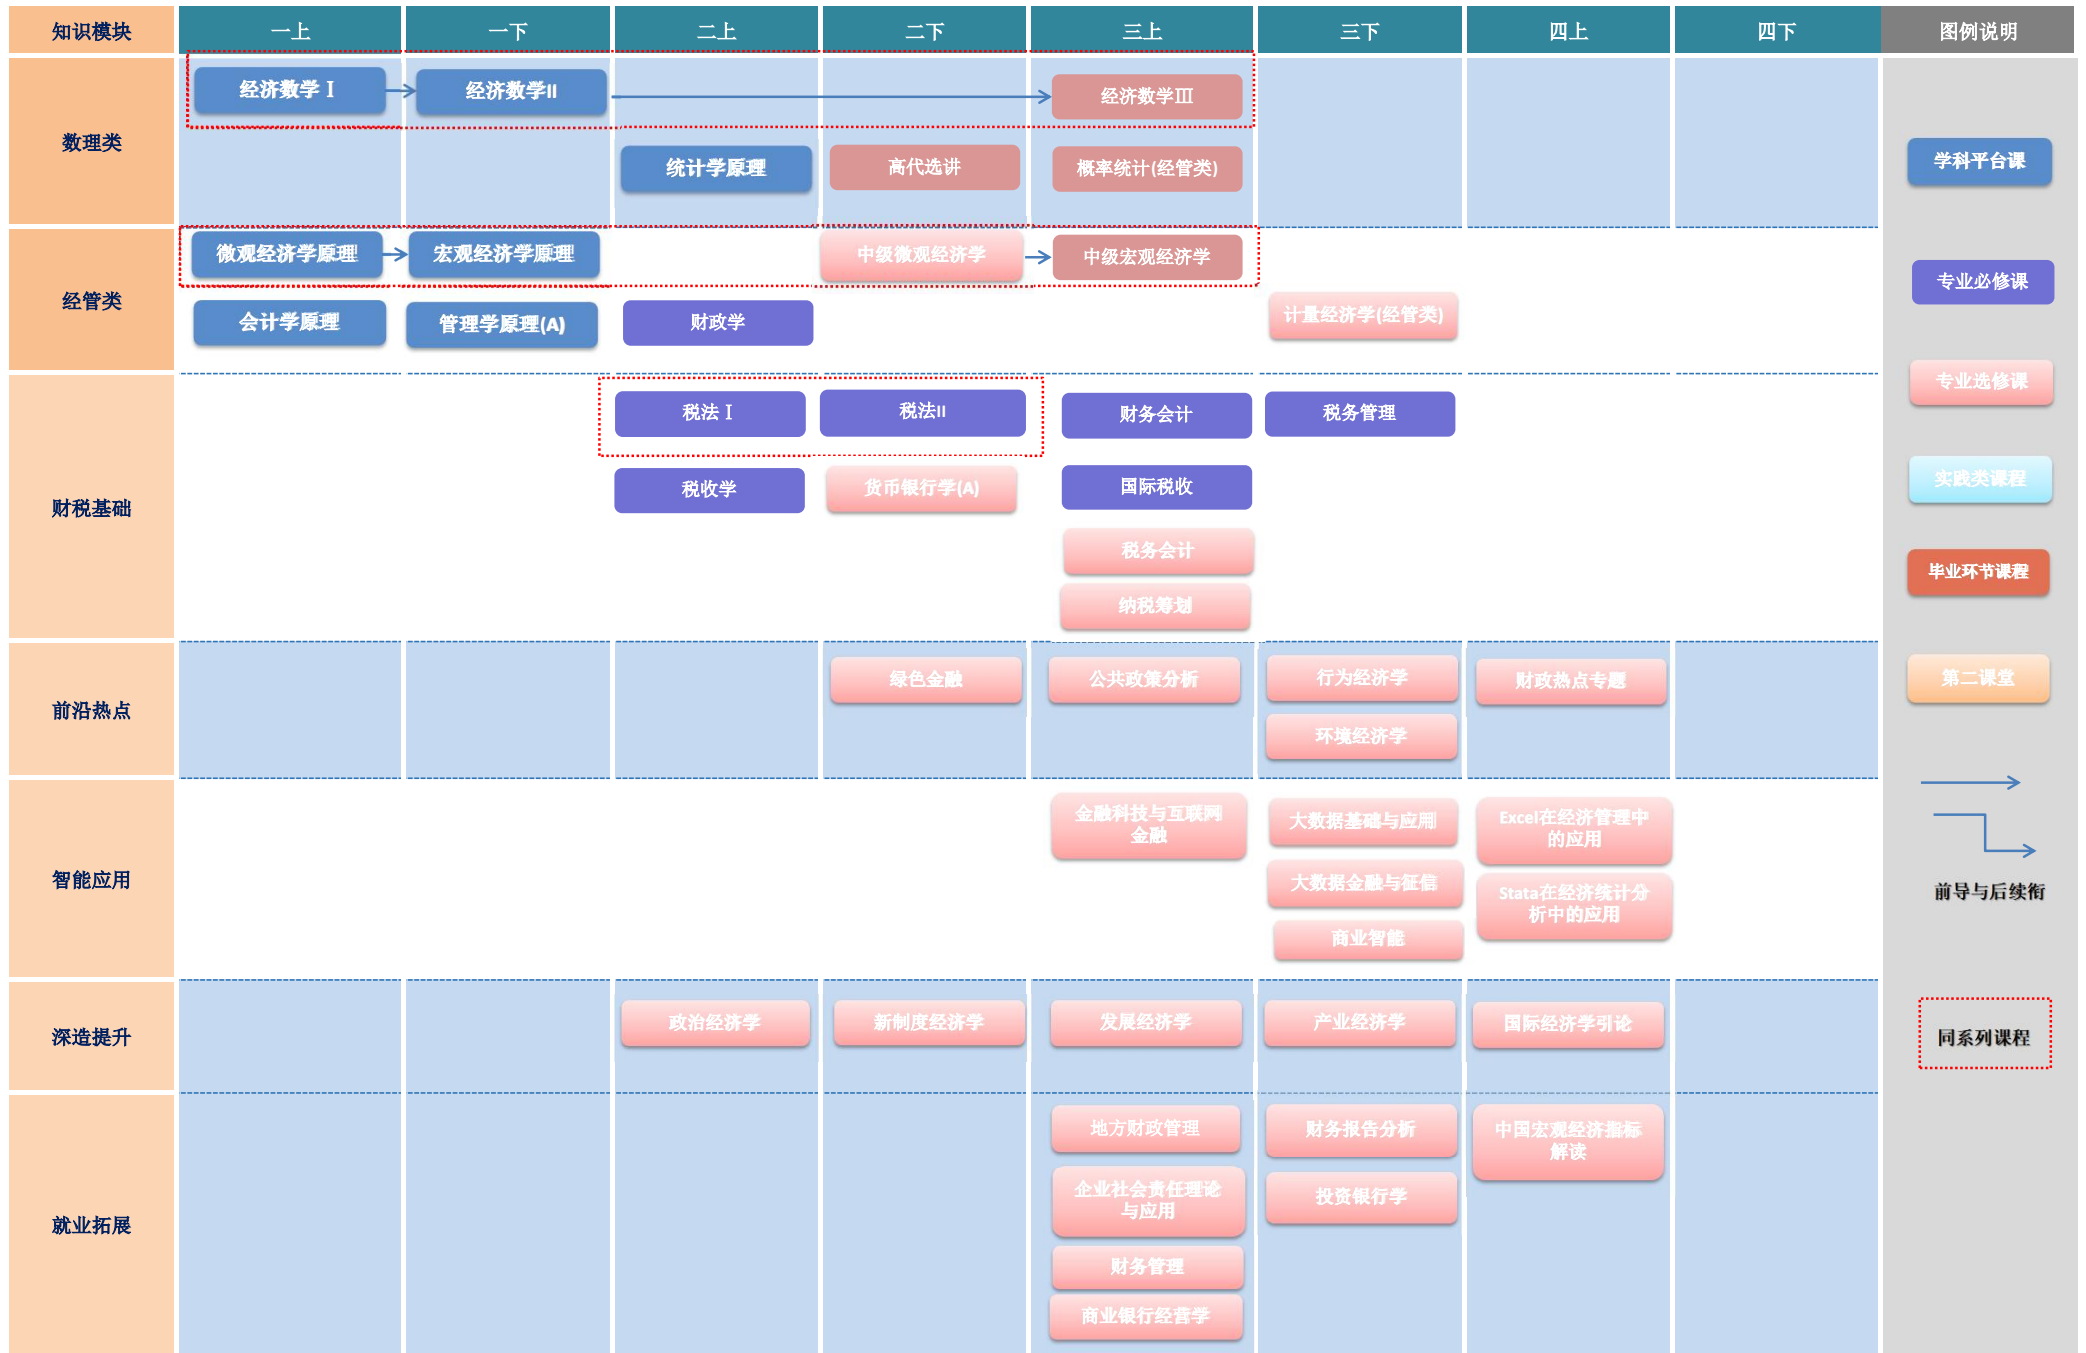 知识模块
一上
一下
二上
二下
三上
三下
四上
四下
图例说明
数理类
经济数学Ⅰ
经济数学II
经济数学Ⅲ
统计学原理
高代选讲
概率统计(经管类)
经管类
微观经济学原理
宏观经济学原理
中级微观经济学
中级宏观经济学
会计学原理
管理学原理(A)
财政学
计量经济学(经管类)
财税基础
税法Ⅰ
税法II
财务会计
税务管理
税收学
货币银行学(A)
国际税收
税务会计
纳税筹划
前沿热点
绿色金融
公共政策分析
行为经济学
财政热点专题
环境经济学
智能应用
金融科技与互联网
金融
大数据基础与应用
Excel在经济管理中
的应用
大数据金融与征信
Stata在经济统计分
析中的应用
商业智能
深造提升
政治经济学
新制度经济学
发展经济学
产业经济学
国际经济学引论
就业拓展
地方财政管理
财务报告分析
中国宏观经济指标
解读
企业社会责任理论
与应用
投资银行学
财务管理
商业银行经营学
学科平台课
专业必修课
专业选修课
实践类课程
毕业环节课程
第二课堂
前导与后续衔
同系列课程